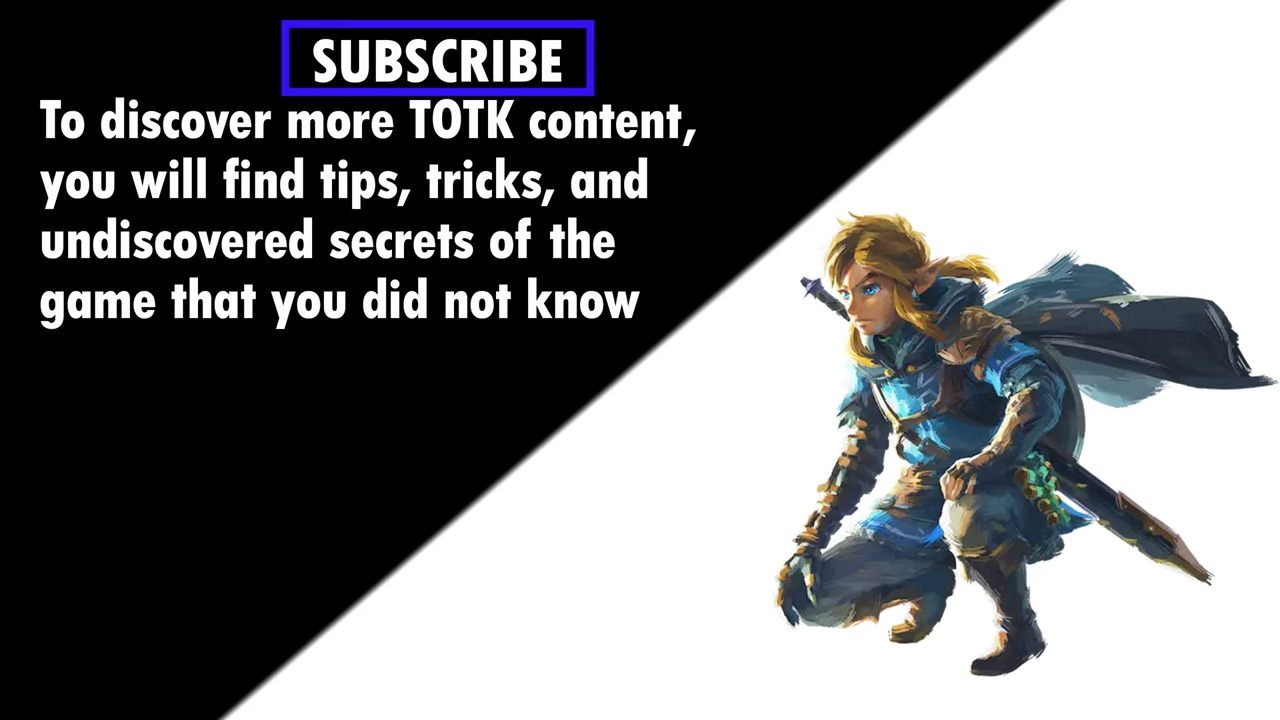 SUBSCRIBE
To discover more TOTK content,
you will find tips, tricks, and
undiscovered secrets of the
game that you did not know